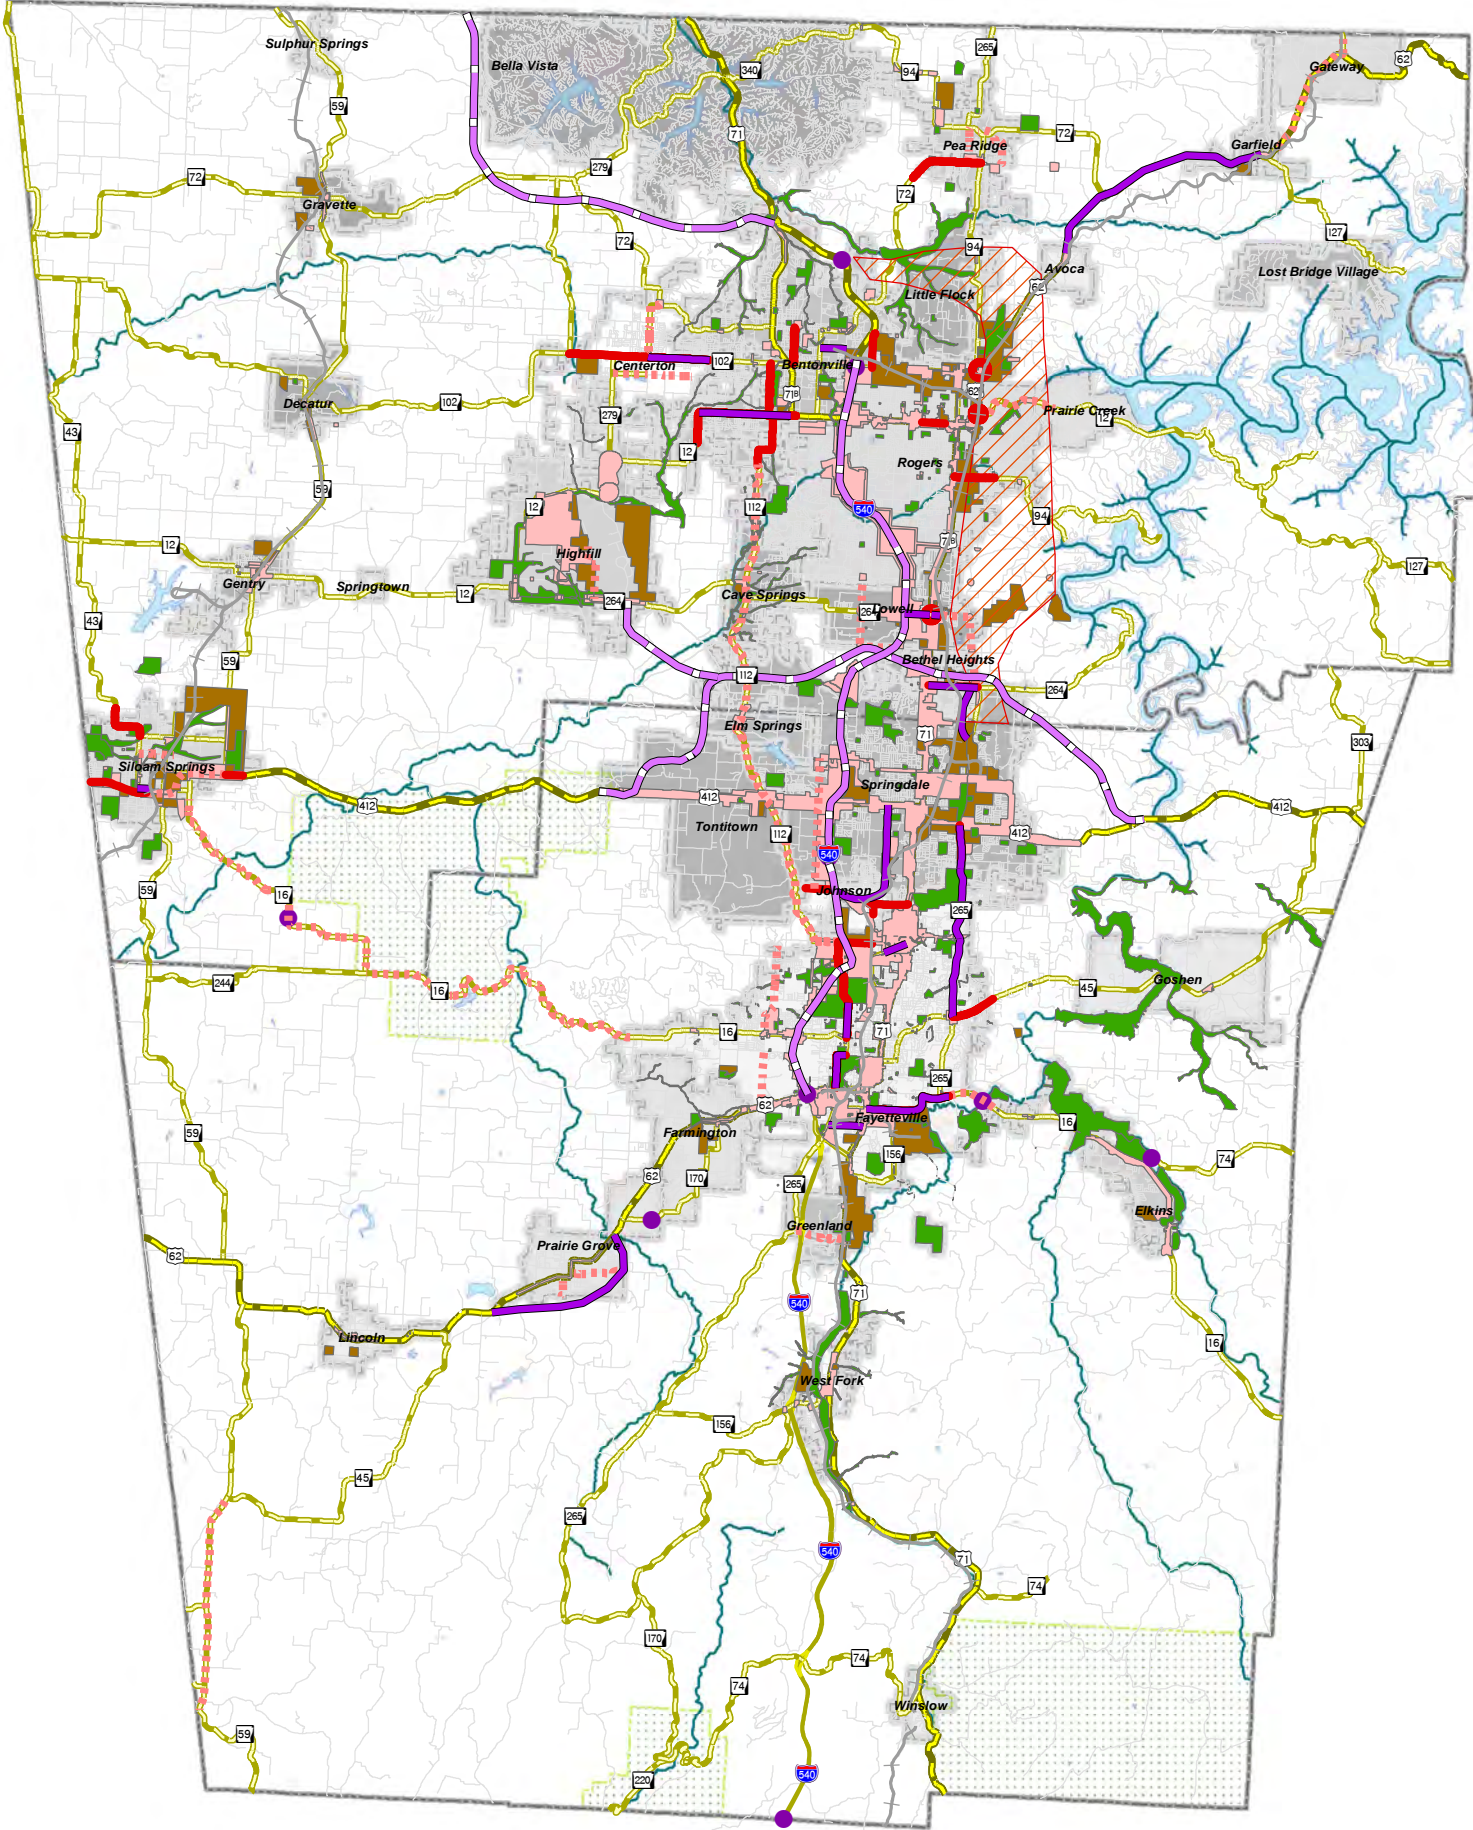 Sulphur Springs
265
62
Bella Vista
340
94
Gateway
59
71
72
Pea Ridge
Garfield
279
72
72
Gravette
127
72
94
Avoca
Lost Bridge Village
62
Little Flock
Centerton
102
Bentonville
71B
62
Decatur
102
Prairie Creek
12
279
43
12
Rogers
59
12
112
540
94
12
71B
Highfill
127
Gentry
Springtown
12
Cave Springs
264
264
Lowell
43
59
Bethel Heights
112
264
Elm Springs
71
303
Siloam Springs
Springdale
412
412
412
Tontitown
112
412
540
59
16
Johnson
265
244
16
45
Goshen
16
71
265
62
Fayetteville
16
59
Farmington
156
74
62
170
265
Elkins
Greenland
Prairie Grove
62
71
540
Lincoln
16
West Fork
156
45
265
540
71
74
170
74
74
Winslow
59
540
220